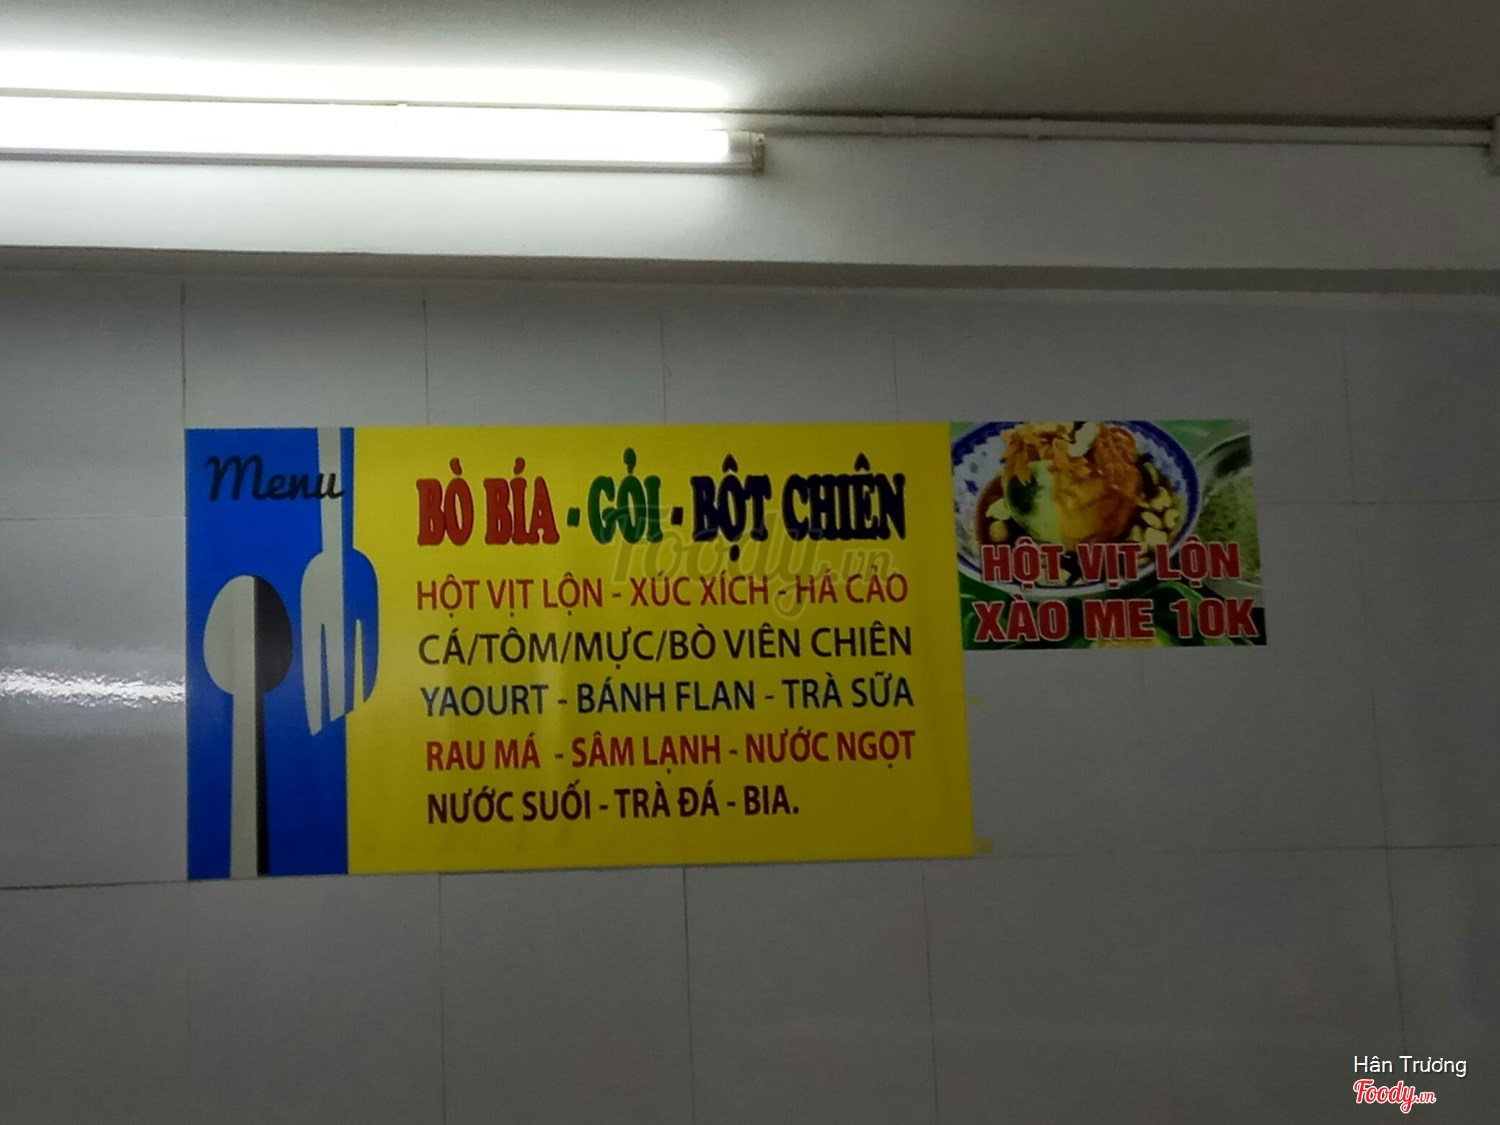 Menu
BÒ BÍA - GỎI - BỘT CHIÊN
HỘT VỊT LỘN - XÚC XÍCH - HÁ CẢO
CÁ/TÔM/MỰC/BÒ VIÊN CHIÊN
YAOURT - BÁNH FLAN - TRÀ SỮA
RAU MÁ - SÂM LẠNH - NƯỚC NGỌT
NƯỚC SUỐI - TRÀ ĐÁ - BIA.
HỘT VỊT LỘN
XÀO ME 10K
Foody.vn
Hân Trương
Foody.vn